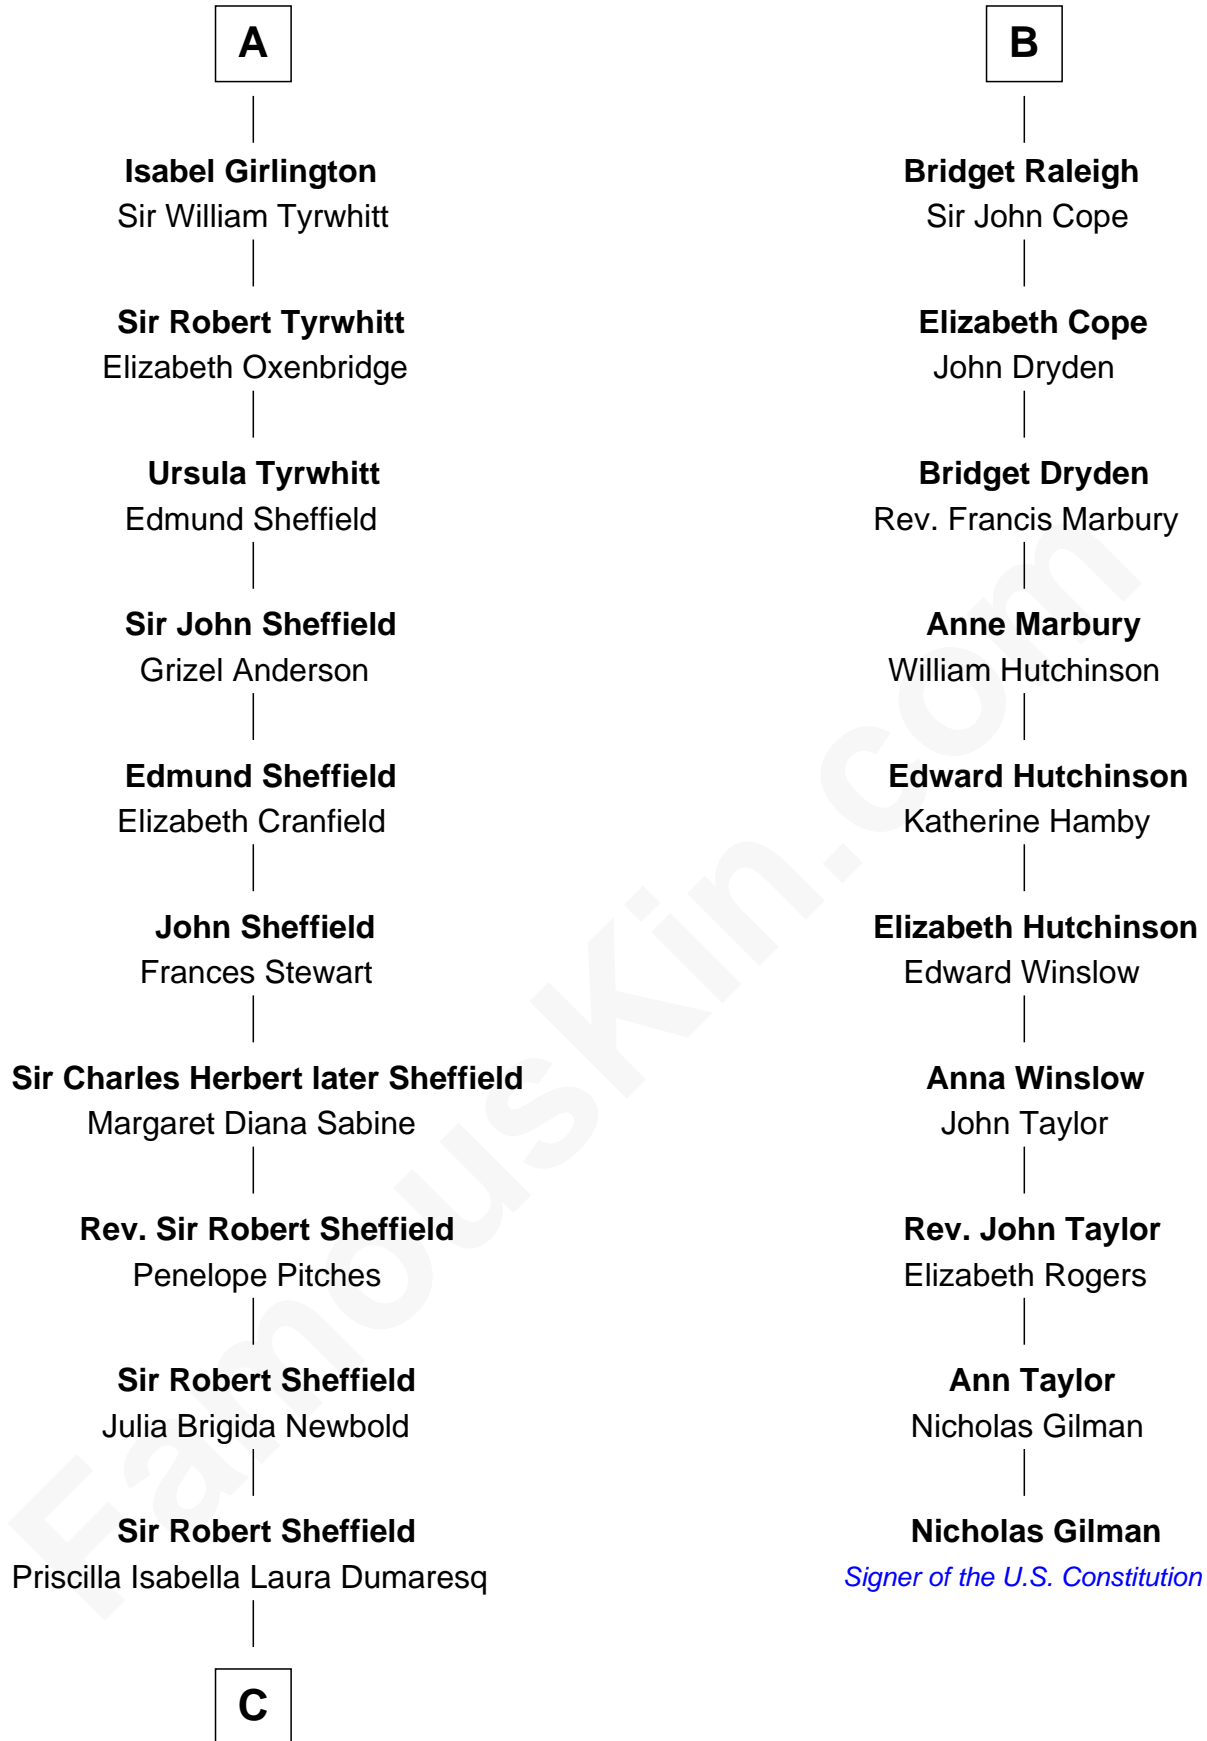 A
Isabel Girlington
Sir William Tyrwhitt
Sir Robert Tyrwhitt
Elizabeth Oxenbridge
Ursula Tyrwhitt
Edmund Sheffield
Sir John Sheffield
Grizel Anderson
Edmund Sheffield
Elizabeth Cranfield
John Sheffield
Frances Stewart
Sir Charles Herbert later Sheffield
Margaret Diana Sabine
Rev. Sir Robert Sheffield
Penelope Pitches
Sir Robert Sheffield
Julia Brigida Newbold
Sir Robert Sheffield
Priscilla Isabella Laura Dumaresq
C
B
Bridget Raleigh
Sir John Cope
Elizabeth Cope
John Dryden
Bridget Dryden
Rev. Francis Marbury
Anne Marbury
William Hutchinson
Edward Hutchinson
Katherine Hamby
Elizabeth Hutchinson
Edward Winslow
Anna Winslow
John Taylor
Rev. John Taylor
Elizabeth Rogers
Ann Taylor
Nicholas Gilman
Nicholas Gilman
Signer of the U.S. Constitution
FamousKin.com